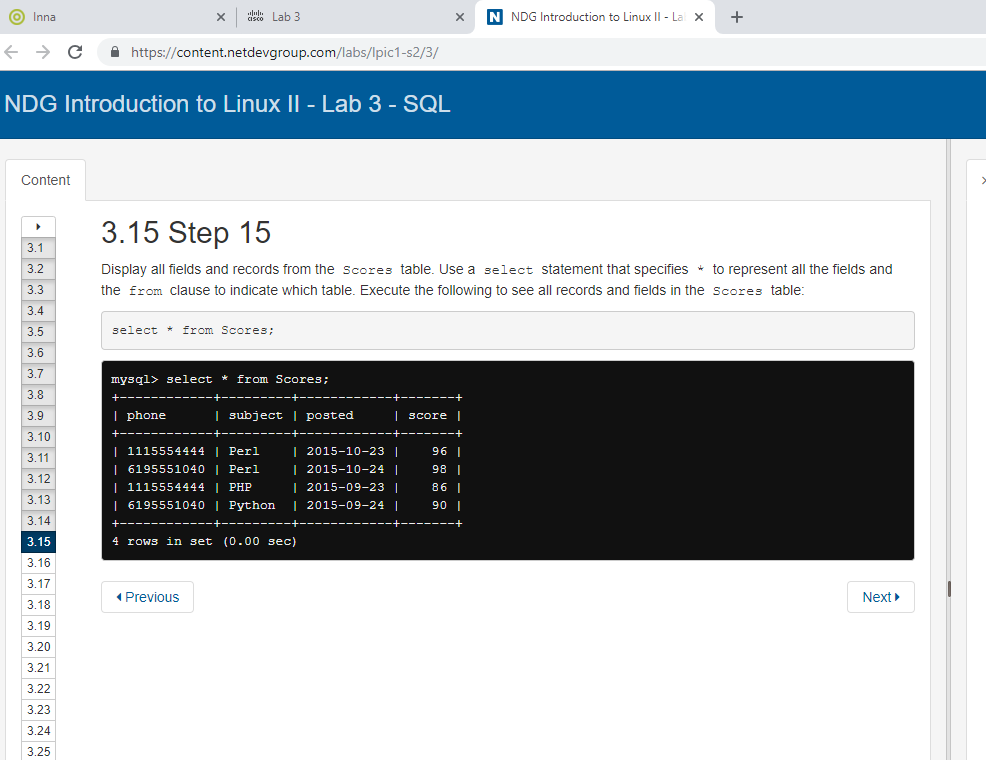 Inna
Lab 3
NDG Introduction to Linux II - La
https://content.netdevgroup.com/labs/lpic1-s2/3/
NDG Introduction to Linux II - Lab 3 - SQL
Content
3.1
3.2
3.3
3.4
3.5
3.6
3.7
3.8
3.9
3.10
3.11
3.12
3.13
3.14
3.15
3.16
3.17
3.18
3.19
3.20
3.21
3.22
3.23
3.24
3.25
3.15 Step 15
Display all fields and records from the Scores table. Use a select statement that specifies * to represent all the fields and
the from clause to indicate which table. Execute the following to see all records and fields in the Scores table:
select * from Scores;
mysql> select * from Scores;
+------------+---------+------------+-------+
| phone      | subject | posted     | score |
+------------+---------+------------+-------+
| 1115554444 | Perl    | 2015-10-23 |    96 |
| 6195551040 | Perl    | 2015-10-24 |    98 |
| 1115554444 | PHP     | 2015-09-23 |    86 |
| 6195551040 | Python  | 2015-09-24 |    90 |
+------------+---------+------------+-------+
4 rows in set (0.00 sec)
Previous
Next